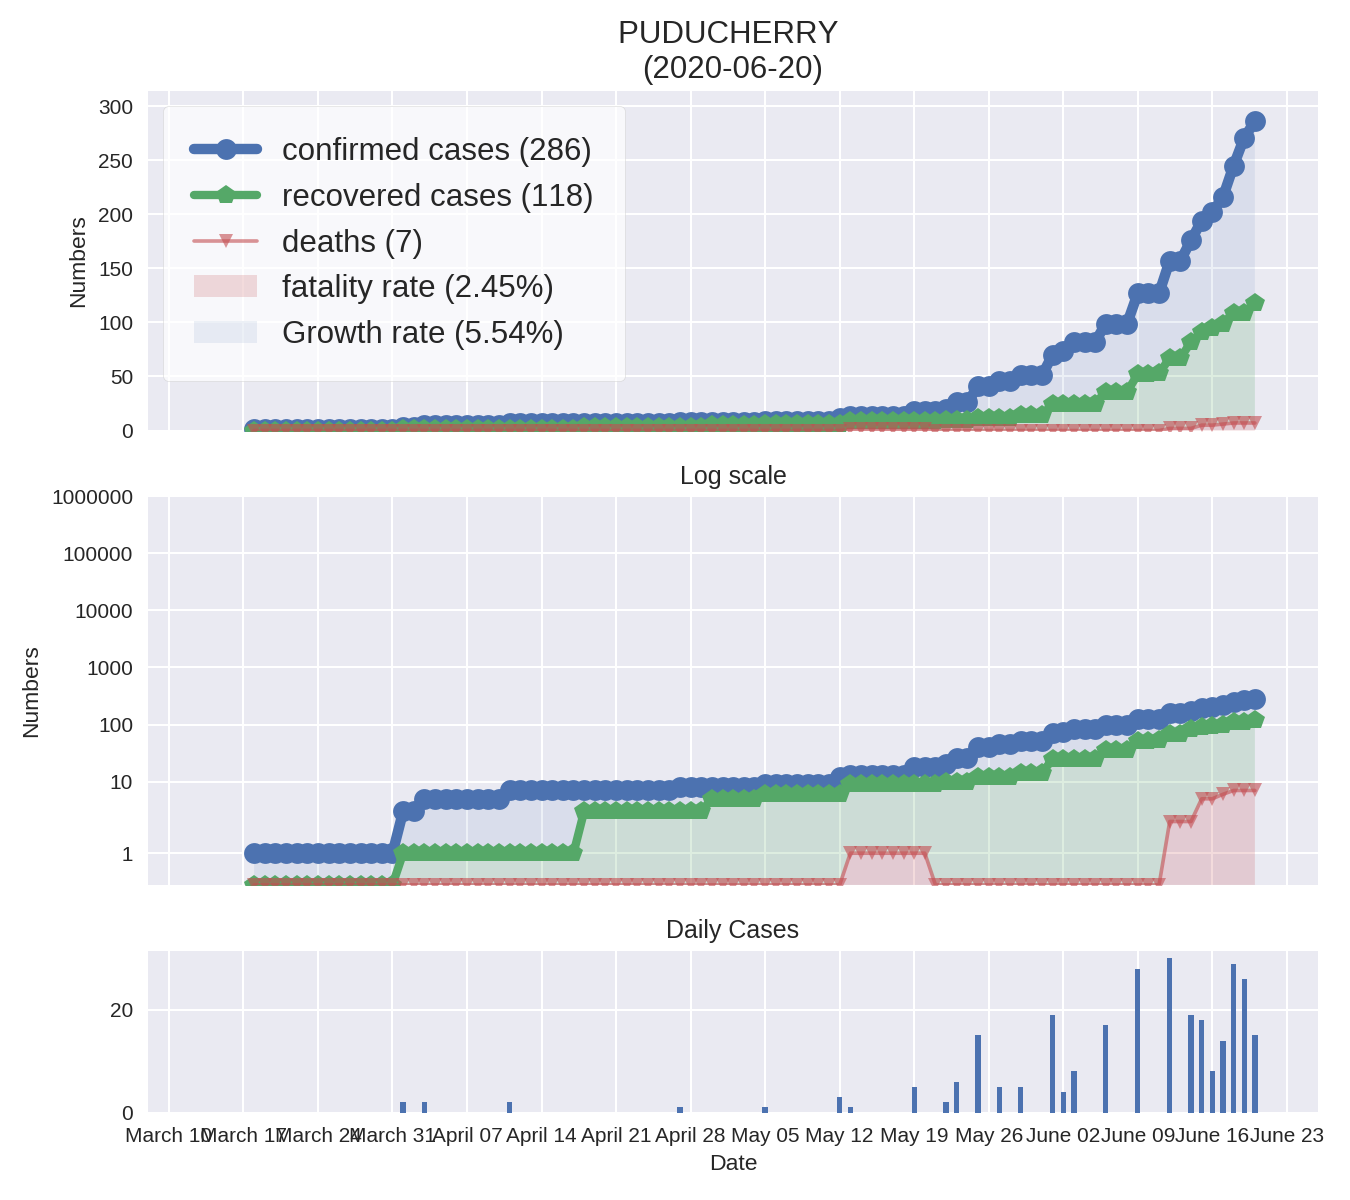 PUDUCHERRY
(2020-06-20)
300
250
200
150
100
50
0
Numbers
confirmed cases (286)
recovered cases (118)
deaths (7)
fatality rate (2.45%)
Growth rate (5.54%)
Log scale
1000000
100000
10000
1000
100
10
1
Numbers
Daily Cases
20
0
March 10 March 17 March 24 March 31 April 07 April 14 April 21 April 28 May 05 May 12 May 19 May 26 June 02 June 09 June 16 June 23
Date